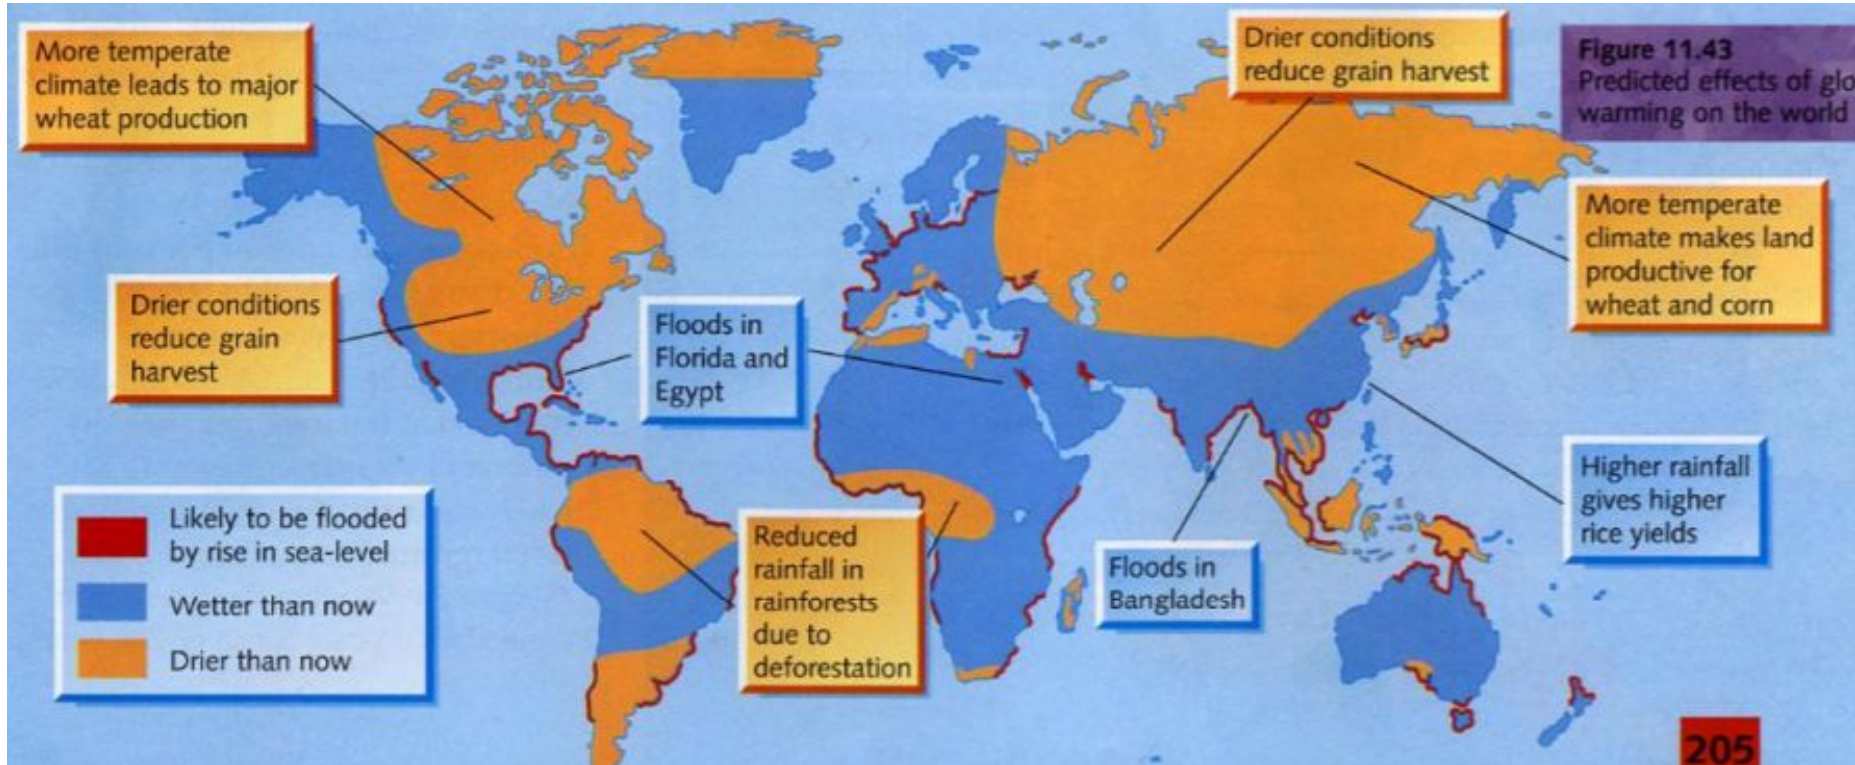 More temperate
climate leads to major
wheat production
Drier conditions
reduce grain harvest
Figure 11.43
Predicted effects of glo
warming on the world
More temperate
climate makes land
productive for
wheat and corn
Drier conditions
reduce grain
harvest
Floods in
Florida and
Egypt
Higher rainfall
gives higher
rice yields
Likely to be flooded
by rise in sea-level
Wetter than now
Drier than now
Reduced
rainfall in
rainforests
due to
deforestation
Floods in
Bangladesh
205